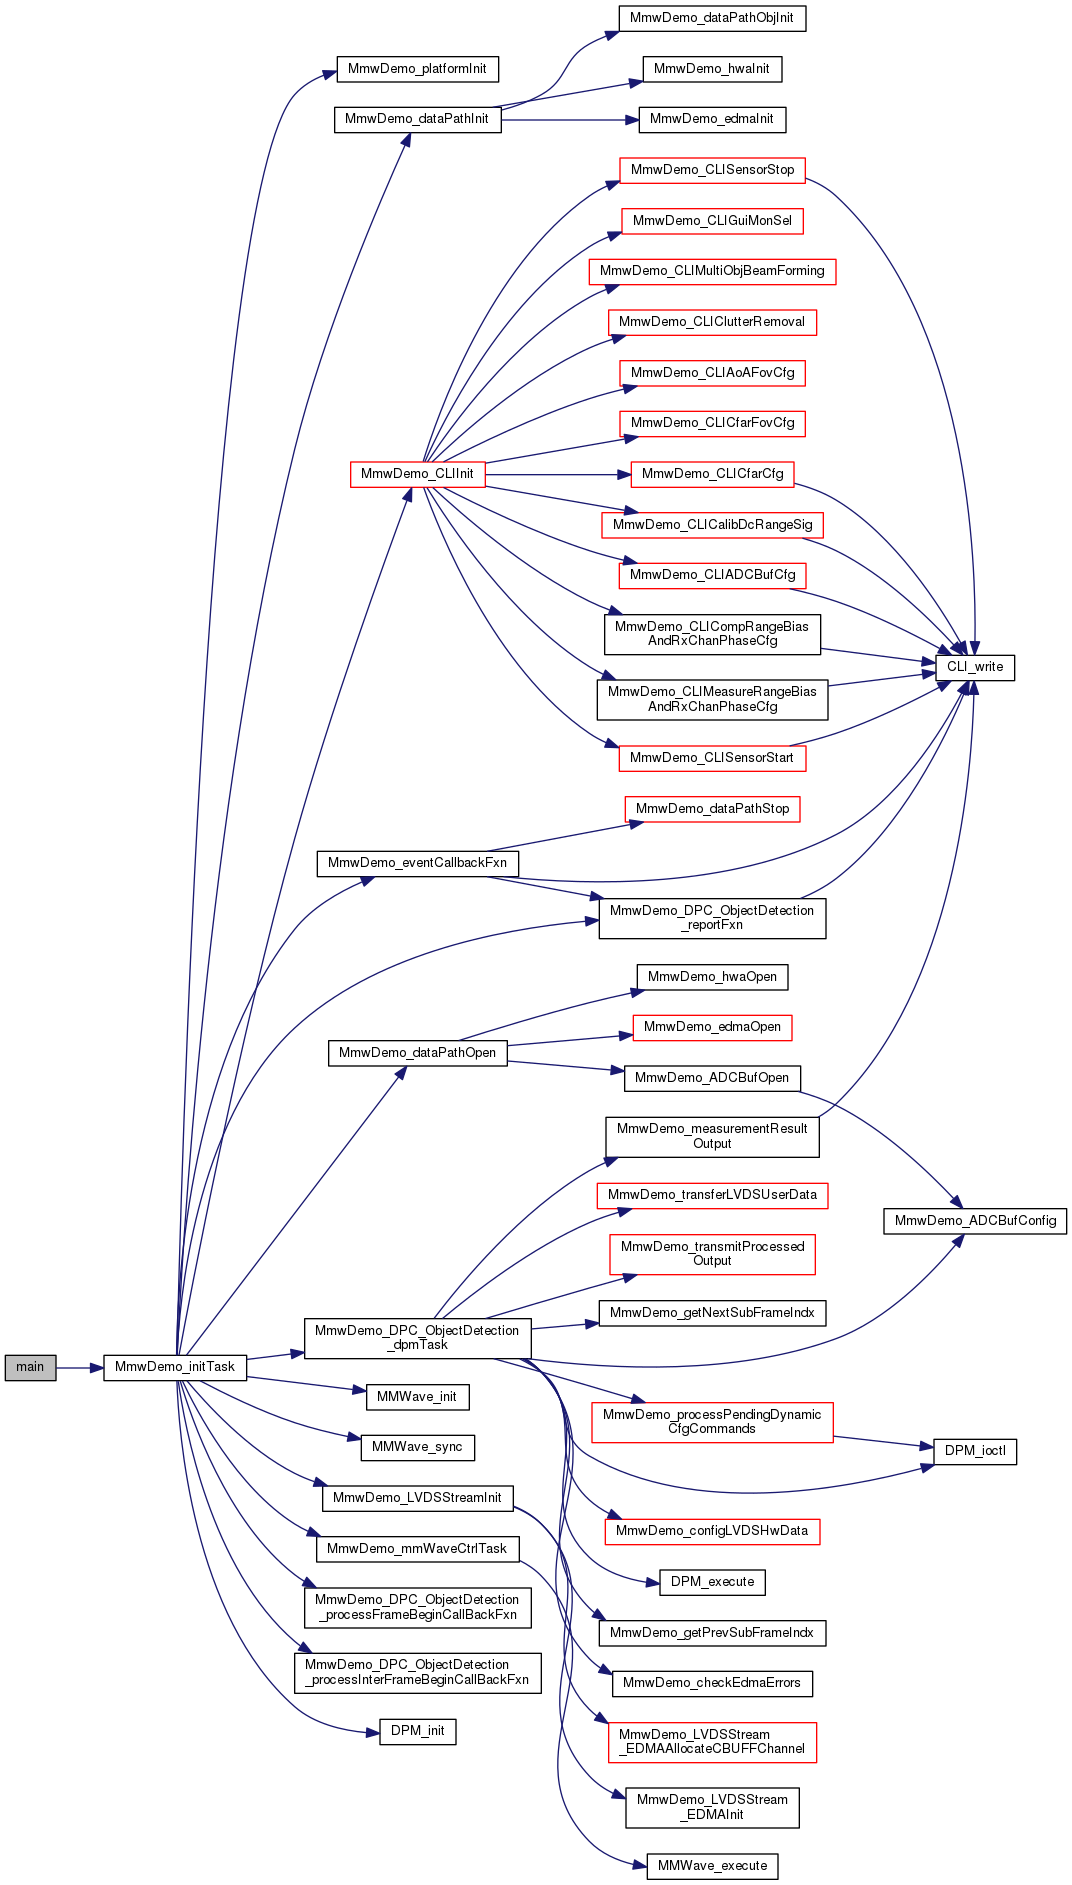 MmwDemo_dataPathObjInit
MmwDemo_platformInit
MmwDemo_hwaInit
MmwDemo_dataPathInit
MmwDemo_edmaInit
MmwDemo_CLISensorStop
MmwDemo_CLIGuiMonSel
MmwDemo_CLIMultiObjBeamForming
MmwDemo_CLIClutterRemoval
MmwDemo_CLIAoAFovCfg
MmwDemo_CLICfarFovCfg
MmwDemo_CLIInit
MmwDemo_CLICfarCfg
MmwDemo_CLICalibDcRangeSig
MmwDemo_CLIADCBufCfg
MmwDemo_CLICompRangeBias
AndRxChanPhaseCfg
CLI_write
MmwDemo_CLIMeasureRangeBias
AndRxChanPhaseCfg
MmwDemo_CLISensorStart
MmwDemo_dataPathStop
MmwDemo_eventCallbackFxn
MmwDemo_DPC_ObjectDetection
_reportFxn
MmwDemo_hwaOpen
MmwDemo_edmaOpen
MmwDemo_dataPathOpen
MmwDemo_ADCBufOpen
MmwDemo_measurementResult
Output
MmwDemo_transferLVDSUserData
MmwDemo_ADCBufConfig
MmwDemo_transmitProcessed
Output
MmwDemo_getNextSubFrameIndx
MmwDemo_DPC_ObjectDetection
_dpmTask
main
MmwDemo_initTask
MMWave_init
MmwDemo_processPendingDynamic
CfgCommands
MMWave_sync
DPM_ioctl
MmwDemo_LVDSStreamInit
MmwDemo_configLVDSHwData
MmwDemo_mmWaveCtrlTask
DPM_execute
MmwDemo_DPC_ObjectDetection
_processFrameBeginCallBackFxn
MmwDemo_getPrevSubFrameIndx
MmwDemo_DPC_ObjectDetection
_processInterFrameBeginCallBackFxn
MmwDemo_checkEdmaErrors
DPM_init
MmwDemo_LVDSStream
_EDMAAllocateCBUFFChannel
MmwDemo_LVDSStream
_EDMAInit
MMWave_execute